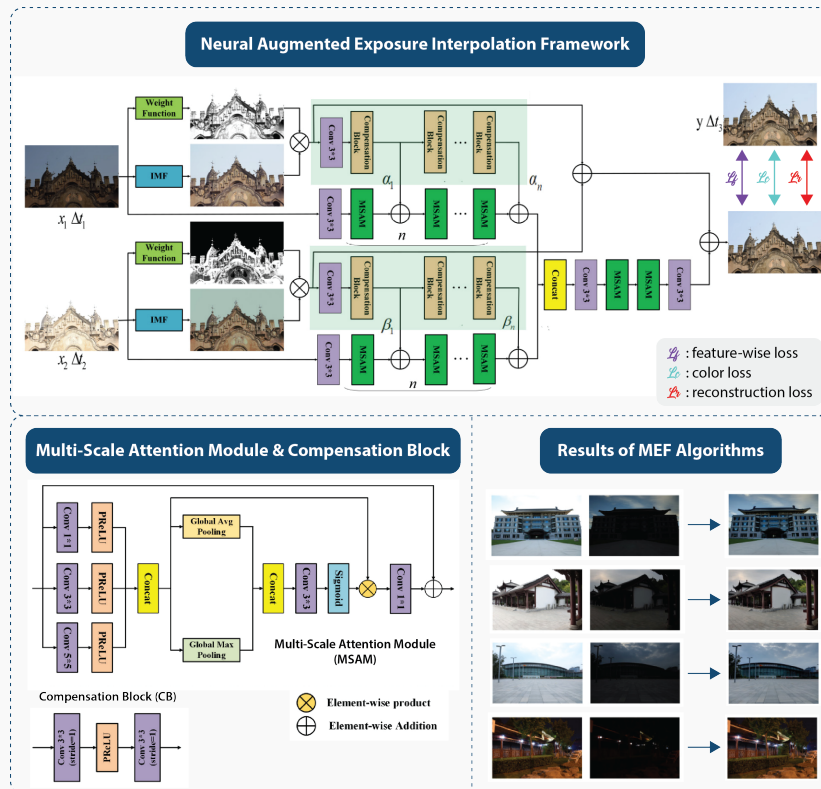 Neural Augmented Exposure Interpolation Framework
Weight
Function
IMF
x₁ Δt₁
Conv 3*3
Compensation
Block
Compensation
Block
...
Compensation
Block
α₁
αₙ
Conv 3*3
MSAM
MSAM
...
MSAM
n
Weight
Function
IMF
x₂ Δt₂
Conv 3*3
Compensation
Block
Compensation
Block
...
Compensation
Block
β₁
βₙ
Conv 3*3
MSAM
MSAM
...
MSAM
n
Concat
Conv 3*3
MSAM
MSAM
Conv 3*3
y Δt₃
ℒf
ℒc
ℒr
ℒf : feature-wise loss
ℒc : color loss
ℒr : reconstruction loss
Multi-Scale Attention Module & Compensation Block
Conv 1*1
PReLU
Conv 3*3
PReLU
Conv 5*5
PReLU
Concat
Global Avg
Pooling
Global Max
Pooling
Concat
Conv 3*3
Sigmoid
Conv 1*1
Multi-Scale Attention Module
(MSAM)
Compensation Block (CB)
Conv 3*3
(stride=1)
PReLU
Conv 3*3
(stride=1)
Element-wise product
Element-wise Addition
Results of MEF Algorithms